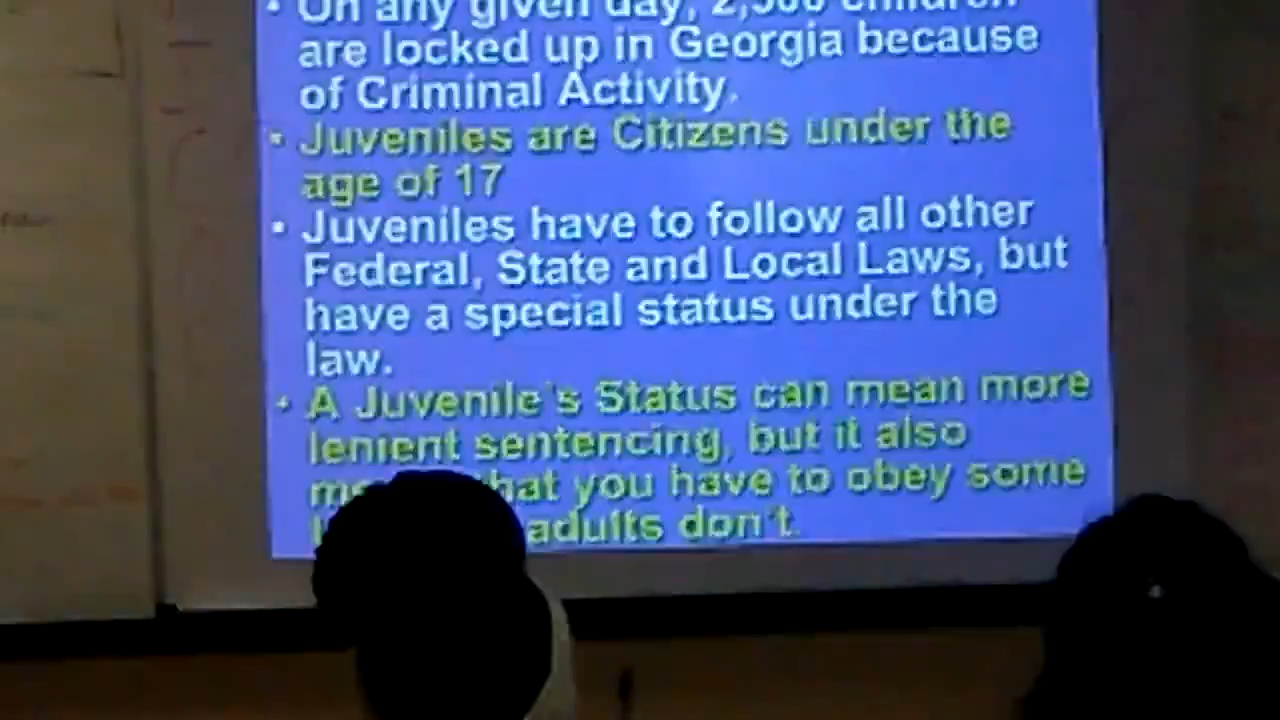 • On any given day, 2,500 children
are locked up in Georgia because
of Criminal Activity.
• Juveniles are Citizens under the
age of 17
• Juveniles have to follow all other
Federal, State and Local Laws, but
have a special status under the
law.
• A Juvenile's Status can mean more
lenient sentencing, but it also
that you have to obey some
adults don't.